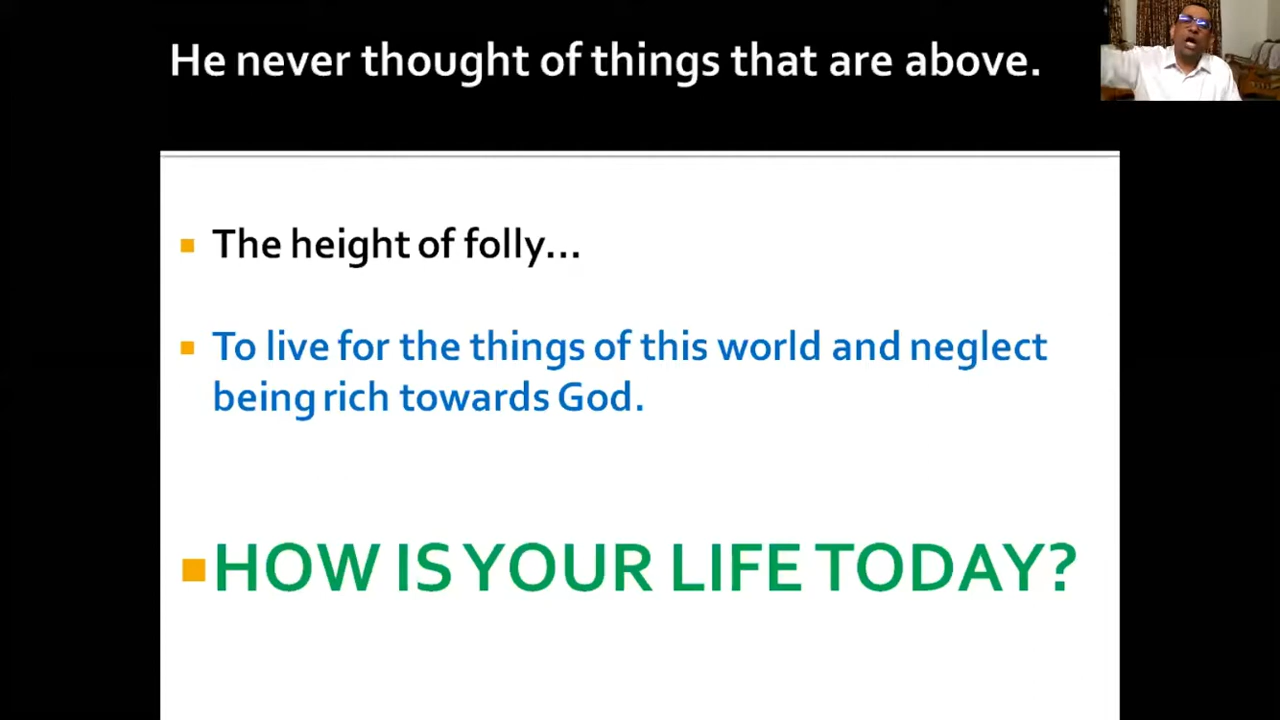 He never thought of things that are above.
The height of folly...
To live for the things of this world and neglect
being rich towards God.
HOW IS YOUR LIFE TODAY?